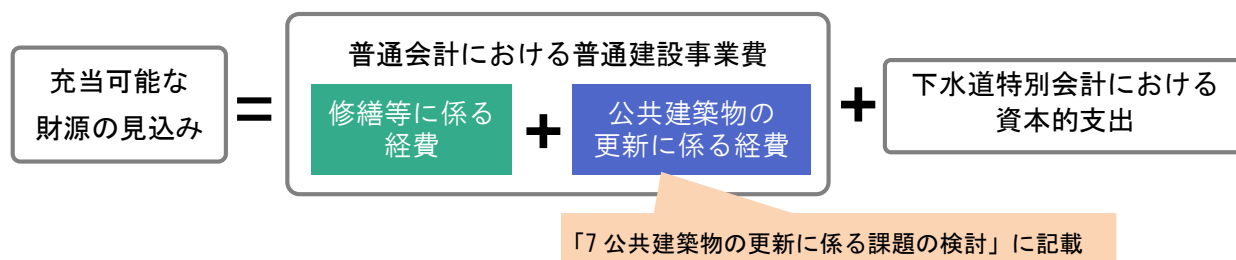 充当可能な
財源の見込み
=
普通会計における普通建設事業費
修繕等に係る
経費
+
公共建築物の
更新に係る経費
+
下水道特別会計における
資本的支出
「7 公共建築物の更新に係る課題の検討」に記載